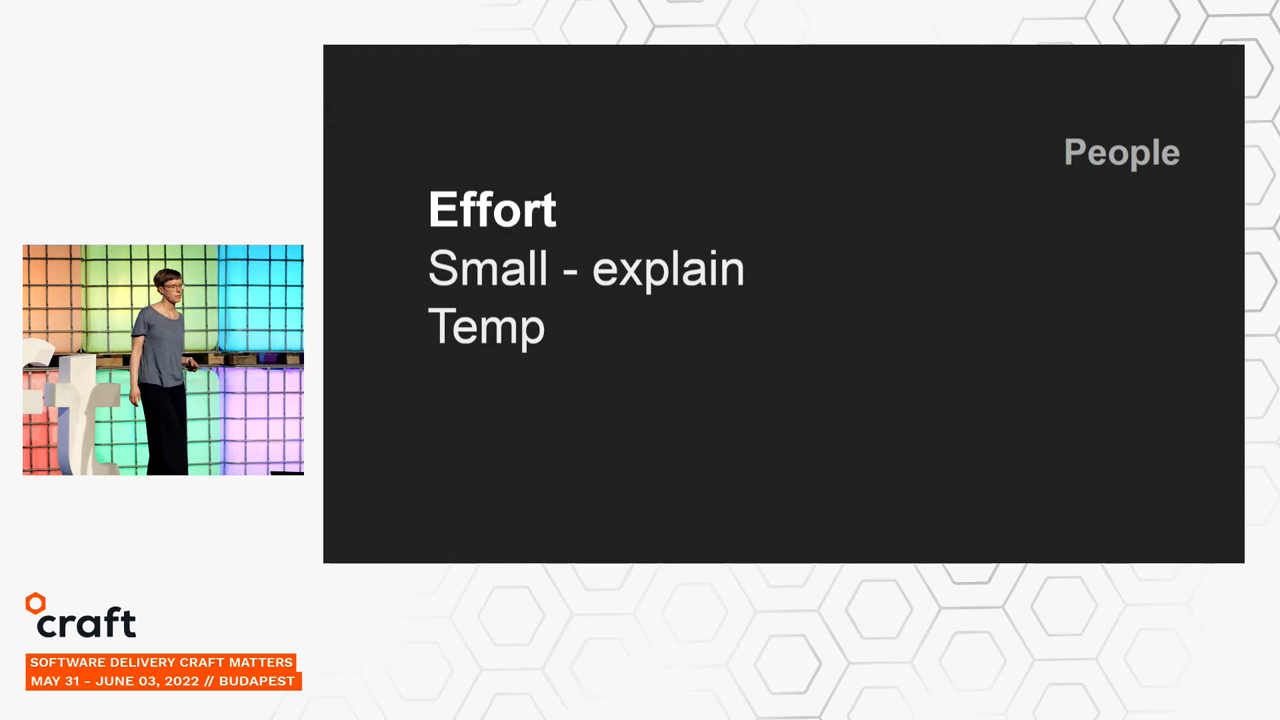 People
Effort
Small - explain
Temp
t
craft
SOFTWARE DELIVERY CRAFT MATTERS
MAY 31 - JUNE 03, 2022 // BUDAPEST